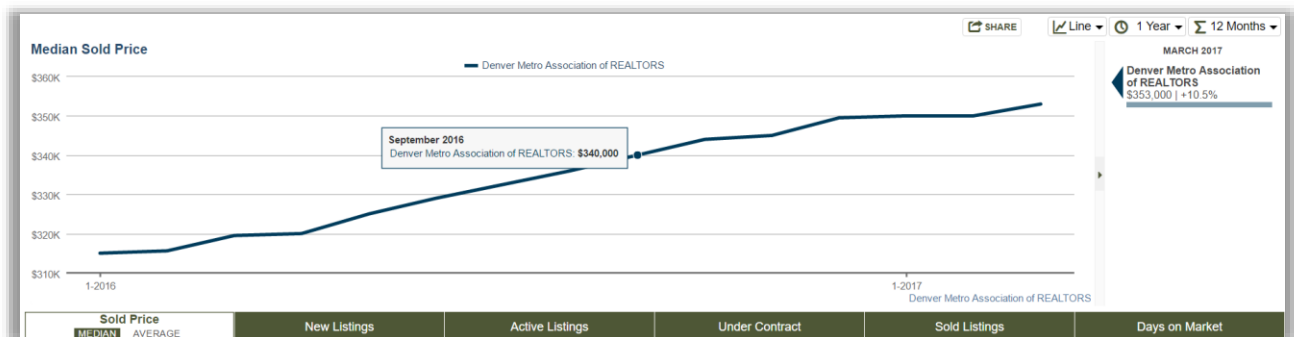 SHARE
Line
1 Year
12 Months
Median Sold Price
MARCH 2017
Denver Metro Association of REALTORS
Denver Metro Association
of REALTORS
$353,000 | +10.5%
$360K
$350K
$340K
$330K
$320K
$310K
September 2016
Denver Metro Association of REALTORS: $340,000
1-2016
1-2017
Denver Metro Association of REALTORS
Sold Price
MEDIAN AVERAGE
New Listings
Active Listings
Under Contract
Sold Listings
Days on Market